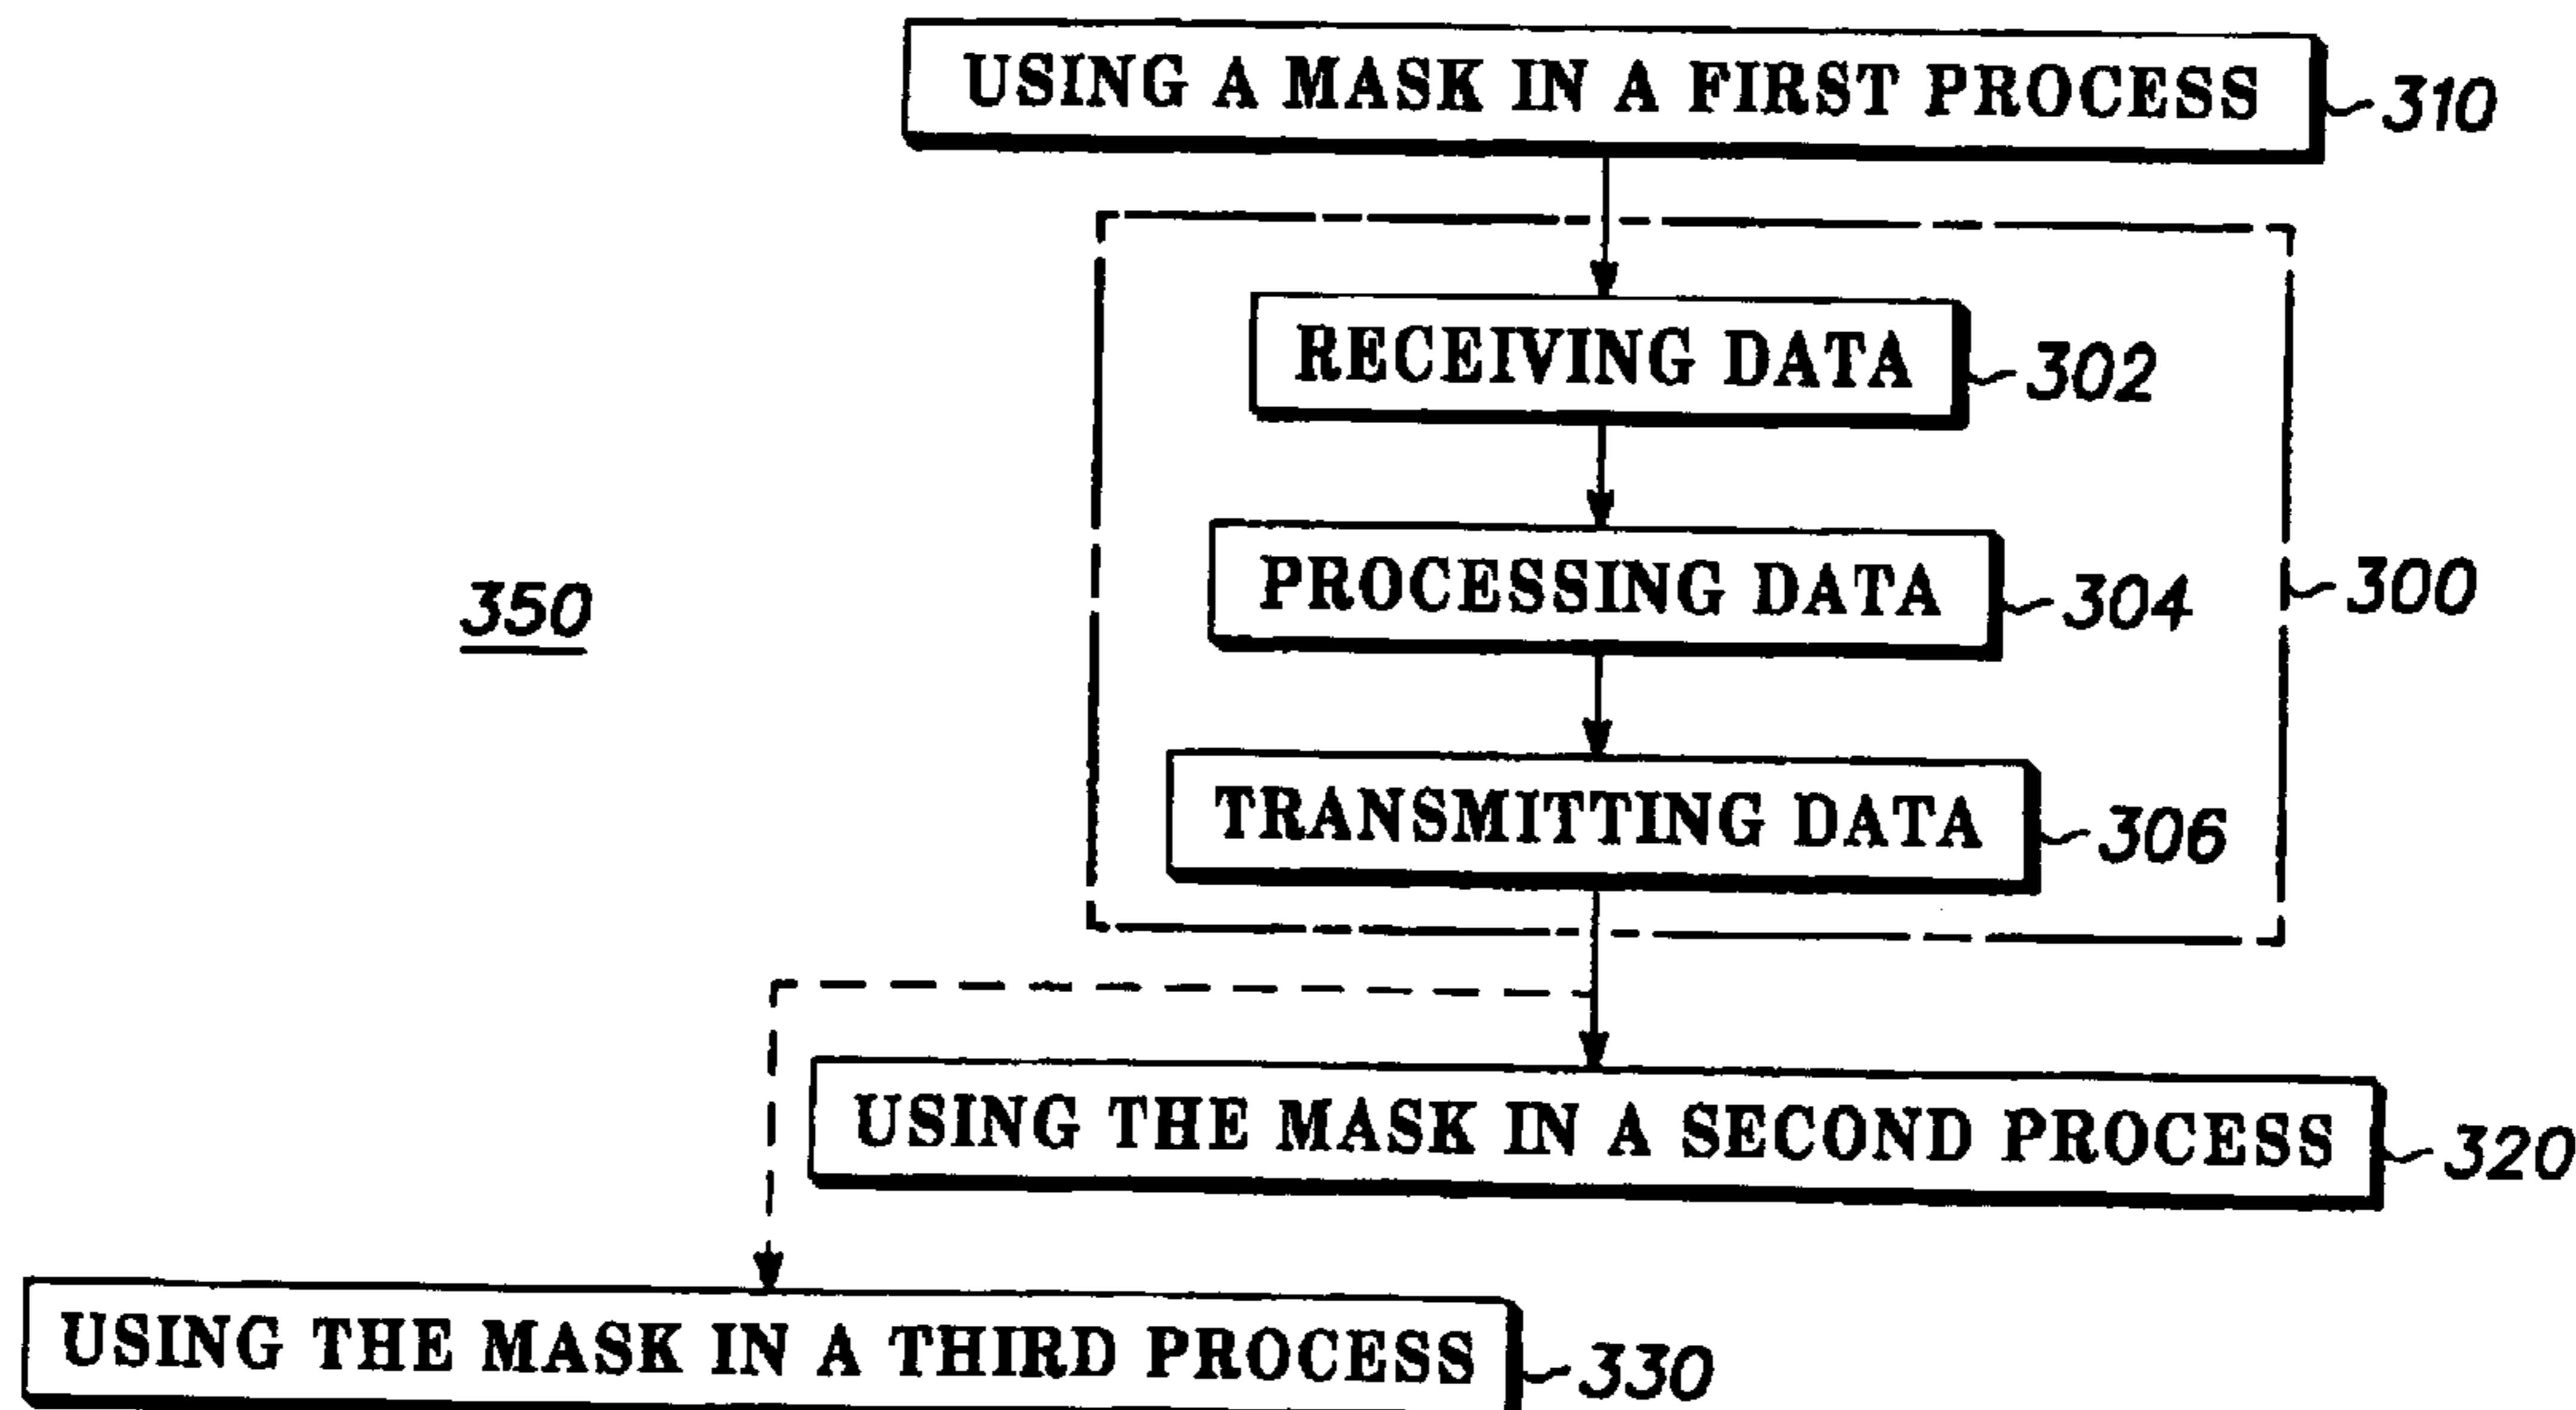 USING A MASK IN A FIRST PROCESS 310
RECEIVING DATA 302
PROCESSING DATA 304
300
350
TRANSMITTING DATA 306
USING THE MASK IN A SECOND PROCESS 320
USING THE MASK IN A THIRD PROCESS 330